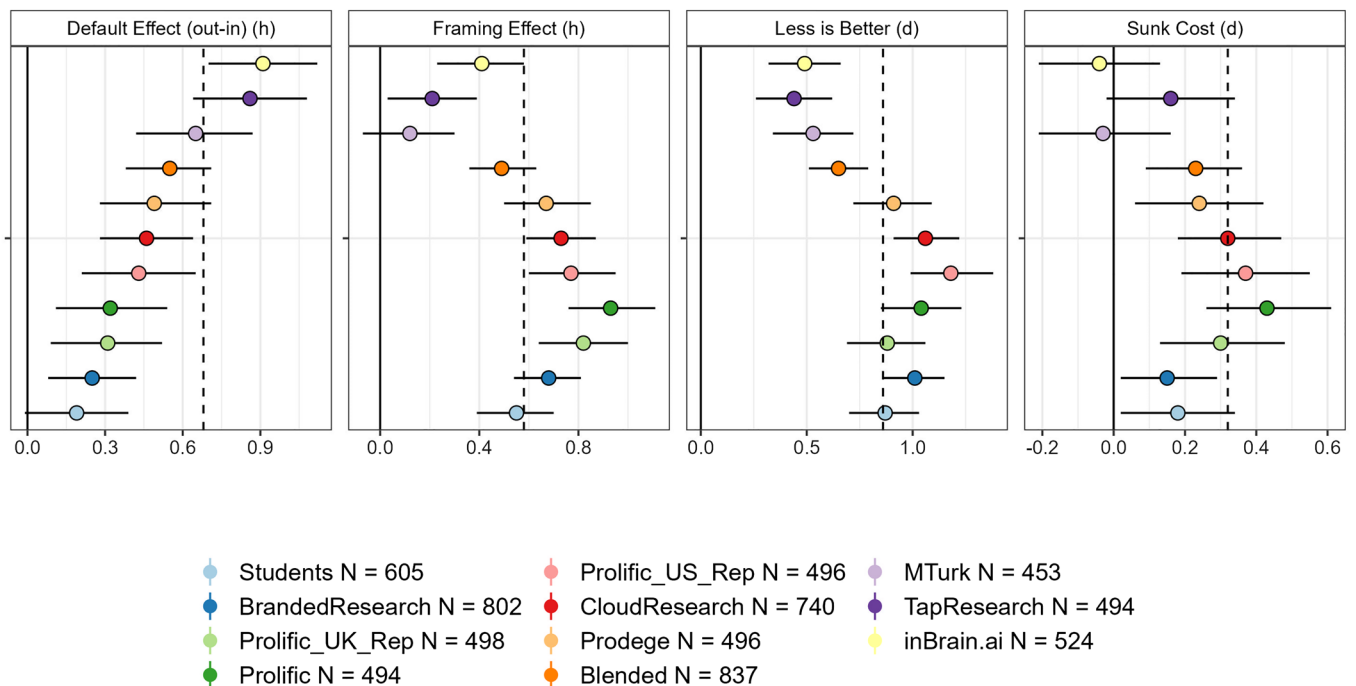 Default Effect (out-in) (h)
Framing Effect (h)
Less is Better (d)
Sunk Cost (d)
0.0 0.3 0.6 0.9
0.0 0.4 0.8
0.0 0.5 1.0
-0.2 0.0 0.2 0.4 0.6
Students N = 605
BrandedResearch N = 802
Prolific_UK_Rep N = 498
Prolific N = 494
Prolific_US_Rep N = 496
CloudResearch N = 740
Prodege N = 496
Blended N = 837
MTurk N = 453
TapResearch N = 494
inBrain.ai N = 524